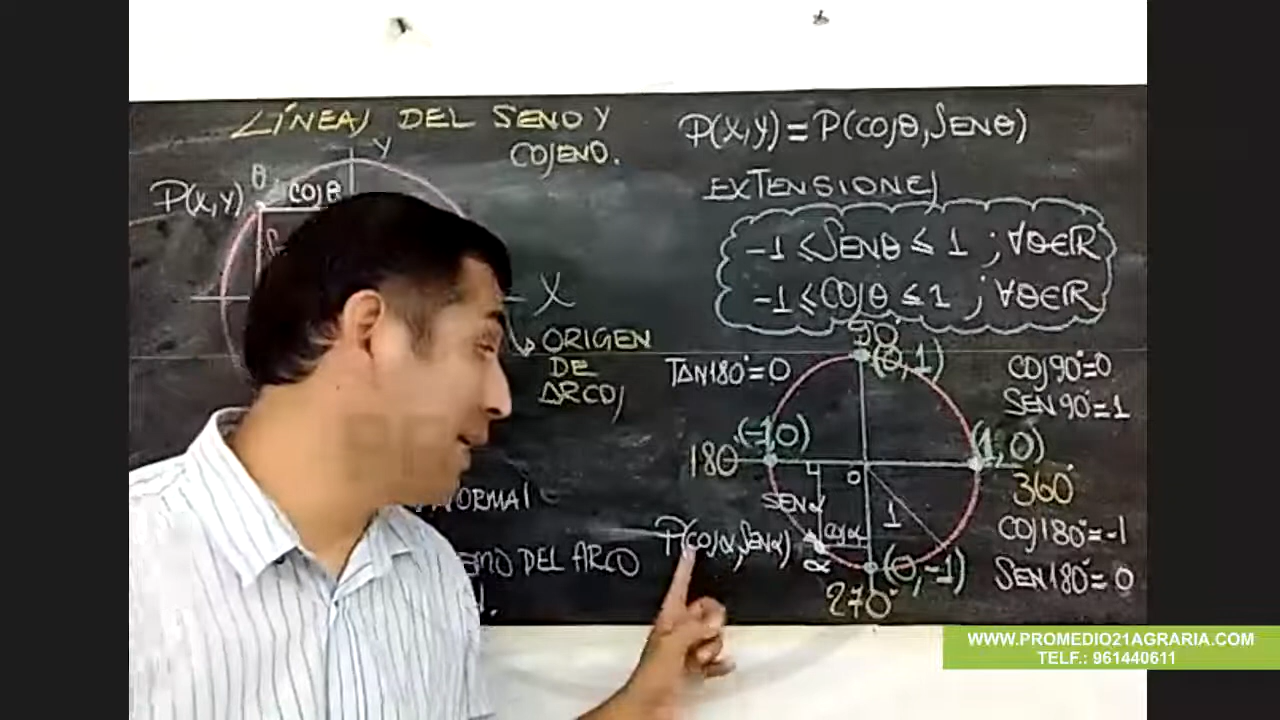 LÍNEAS DEL SENO Y
COSENO.
Y
θ
COSθ
P(X,Y)
X
ORIGEN
DE
ARCOS
NORMAL
DEL ARCO
P(X,Y) = P(COSθ, SENθ)
EXTENSIONES
-1 ≤ SENθ ≤ 1 ; ∀θ∈ℝ
-1 ≤ COSθ ≤ 1 ; ∀θ∈ℝ
90°
TAN180°=0
(0,1)
COS90°=0
SEN90°=1
(-1,0)
(1,0)
180°
0
360°
SENα
1
COS180°=-1
P(COSα, SENα)
COSα
α
(0,-1)
SEN180°=0
270°
WWW.PROMEDIO21AGRARIA.COM
TELF.: 961440611